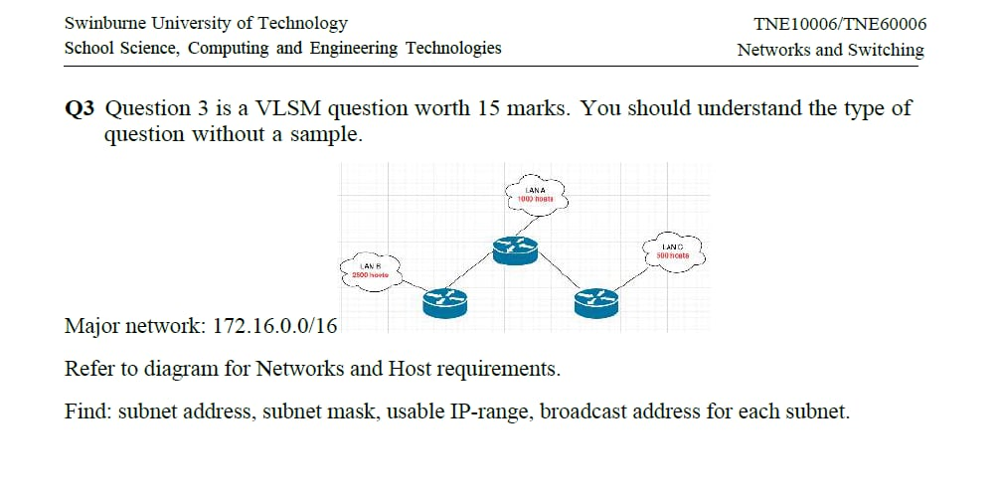 Swinburne University of Technology
TNE10006/TNE60006
School Science, Computing and Engineering Technologies
Networks and Switching
Q3 Question 3 is a VLSM question worth 15 marks. You should understand the type of
question without a sample.
LAN A
1000 hosts
LAN C
500 hosts
LAN B
2500 hosts
Major network: 172.16.0.0/16
Refer to diagram for Networks and Host requirements.
Find: subnet address, subnet mask, usable IP-range, broadcast address for each subnet.